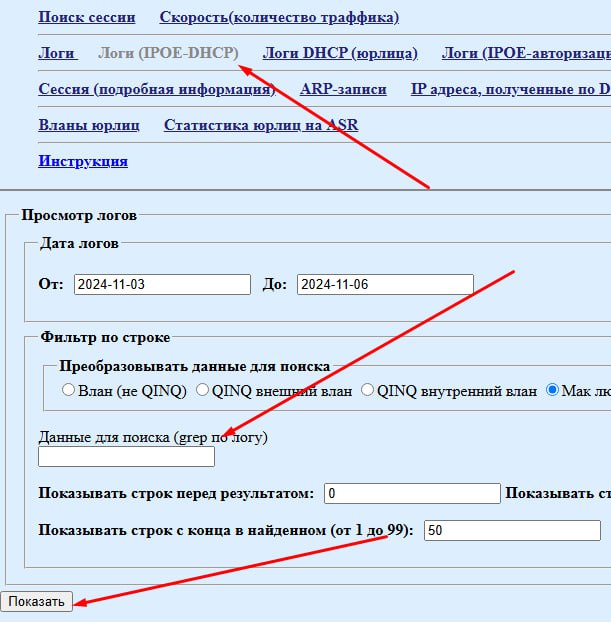 Поиск сессии Скорость(количество траффика)
Логи Логи (IPOE-DHCP) Логи DHCP (юрлица) Логи (IPOE-авторизаци
Сессия (подробная информация) ARP-записи IP адреса, полученные по D
Вланы юрлиц Статистика юрлиц на ASR
Инструкция
Просмотр логов
Дата логов
От: 2024-11-03 До: 2024-11-06
Фильтр по строке
Преобразовывать данные для поиска
Влан (не QINQ) QINQ внешний влан QINQ внутренний влан Мак лю
Данные для поиска (grep по логу)
Показывать строк перед результатом: 0 Показывать ст
Показывать строк с конца в найденном (от 1 до 99): 50
Показать